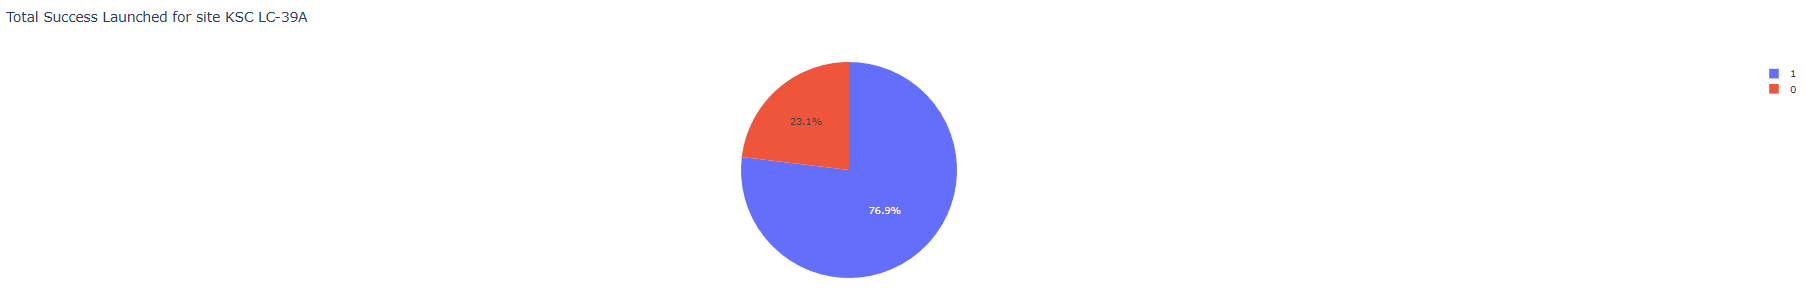 Total Success Launched for site KSC LC-39A
1
0
23.1%
76.9%